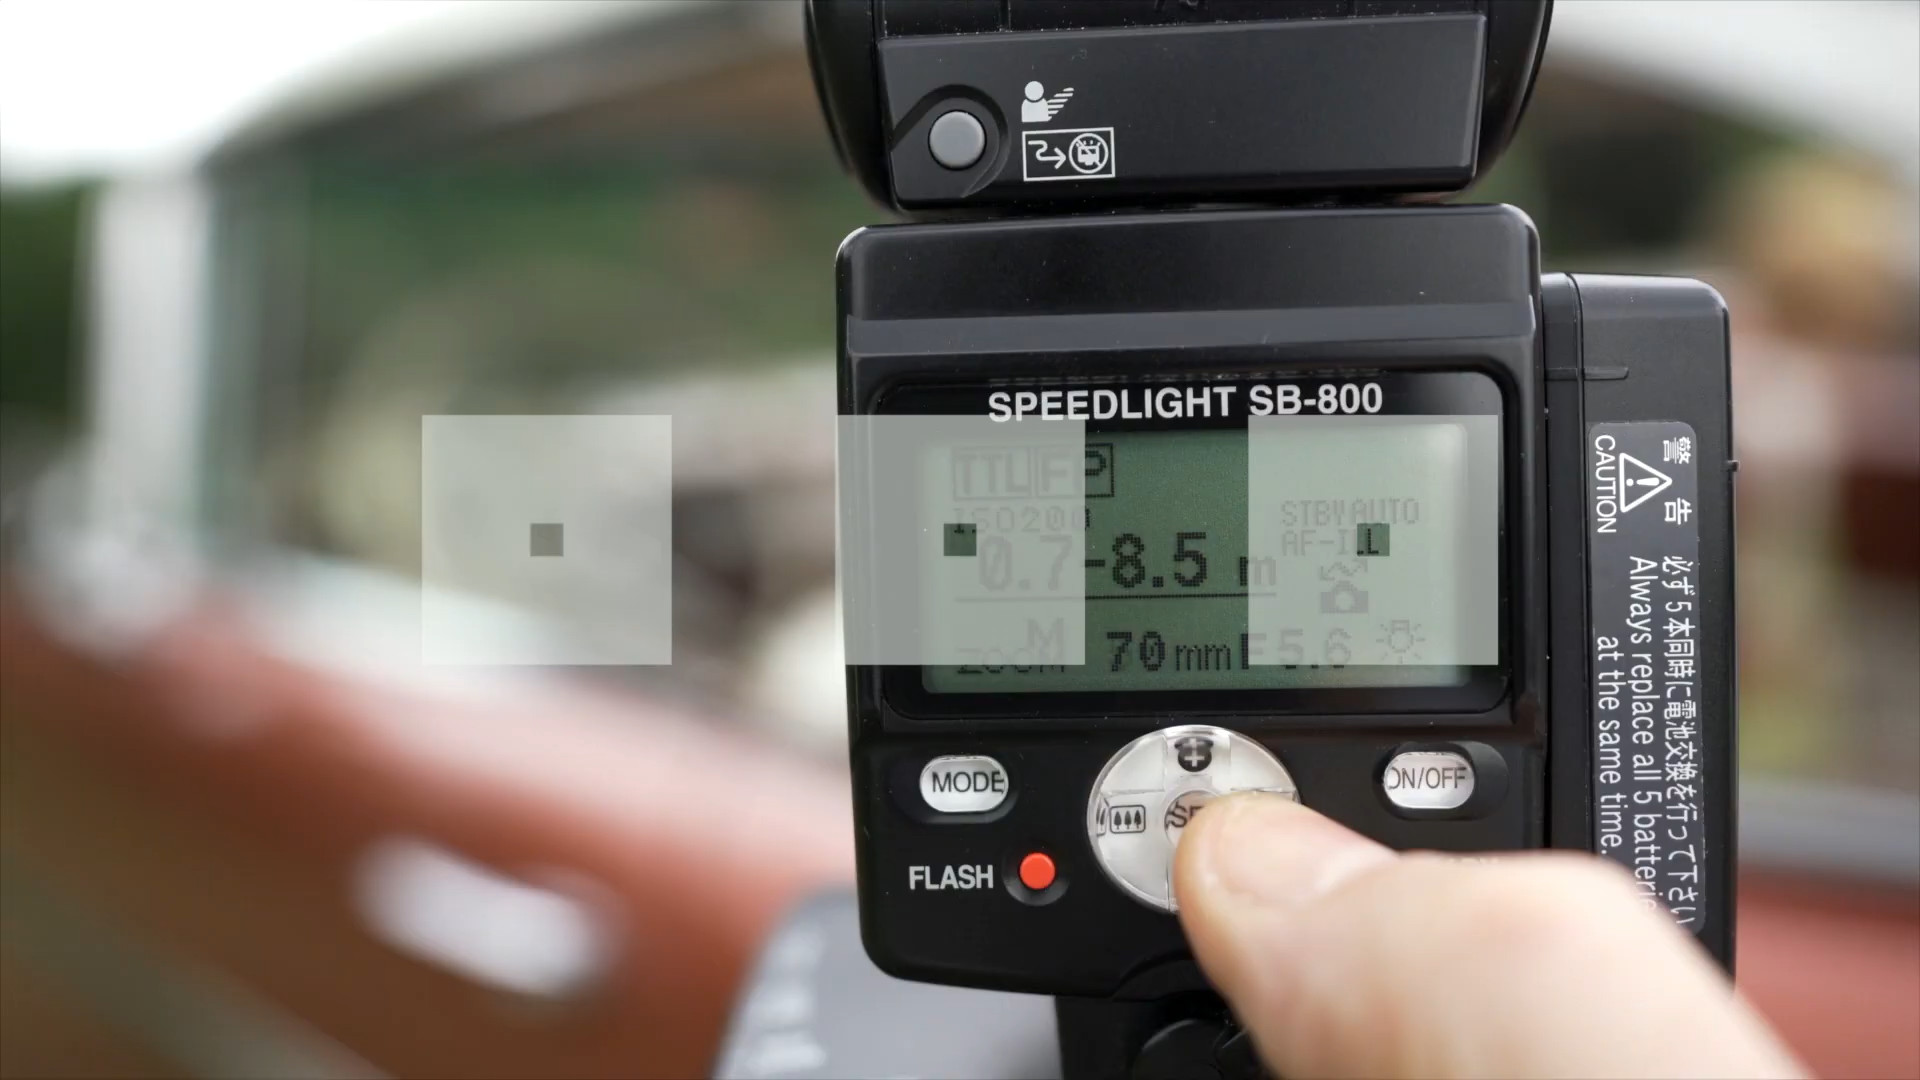 SPEEDLIGHT SB-800
TTL FP
ISO200
STBY AUTO
0.7-8.5 m
AF-ILL
M
ZOOM 70mm F5.6
MODE
ON/OFF
FLASH
警告
CAUTION
必ず5本同時に電池交換を行って下さい
Always replace all 5 batterie
at the same time.